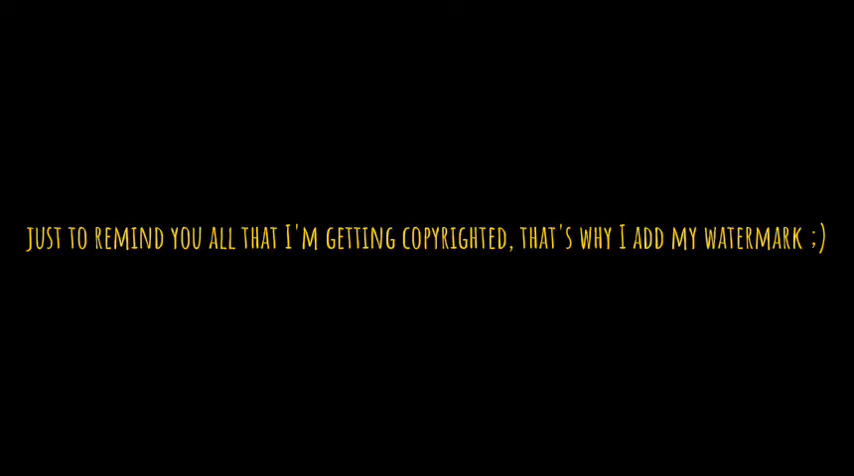 JUST TO REMIND YOU ALL THAT I'M GETTING COPYRIGHTED, THAT'S WHY I ADD MY WATERMARK ;)